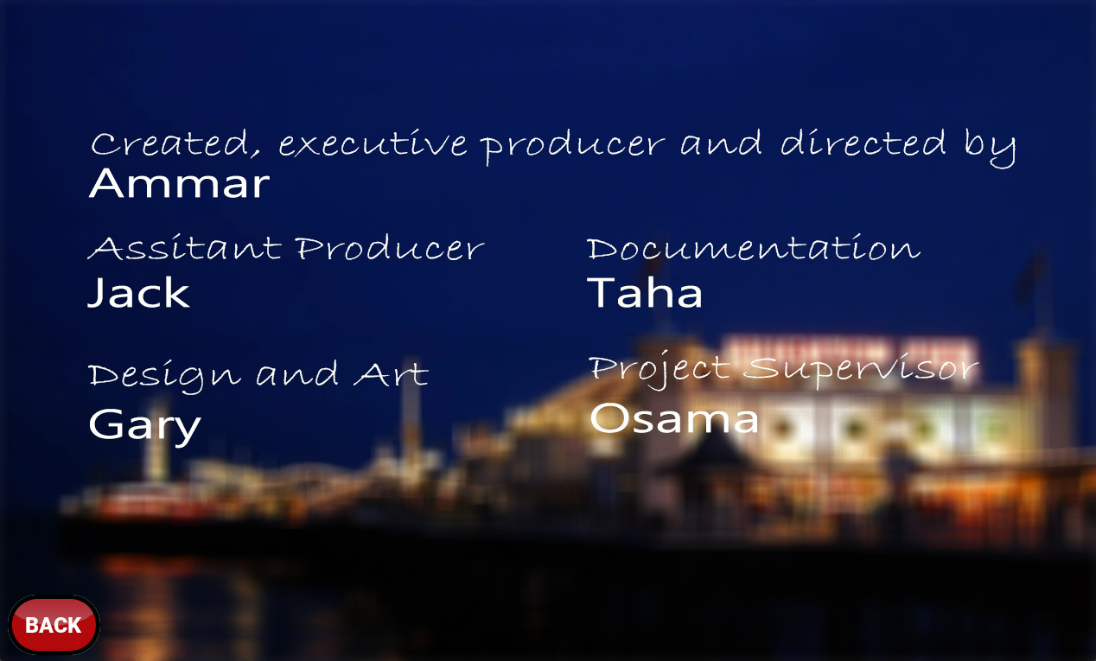 Created, executive producer and directed by
Ammar
Assitant Producer
Jack
Documentation
Taha
Design and Art
Gary
Project Supervisor
Osama
BACK